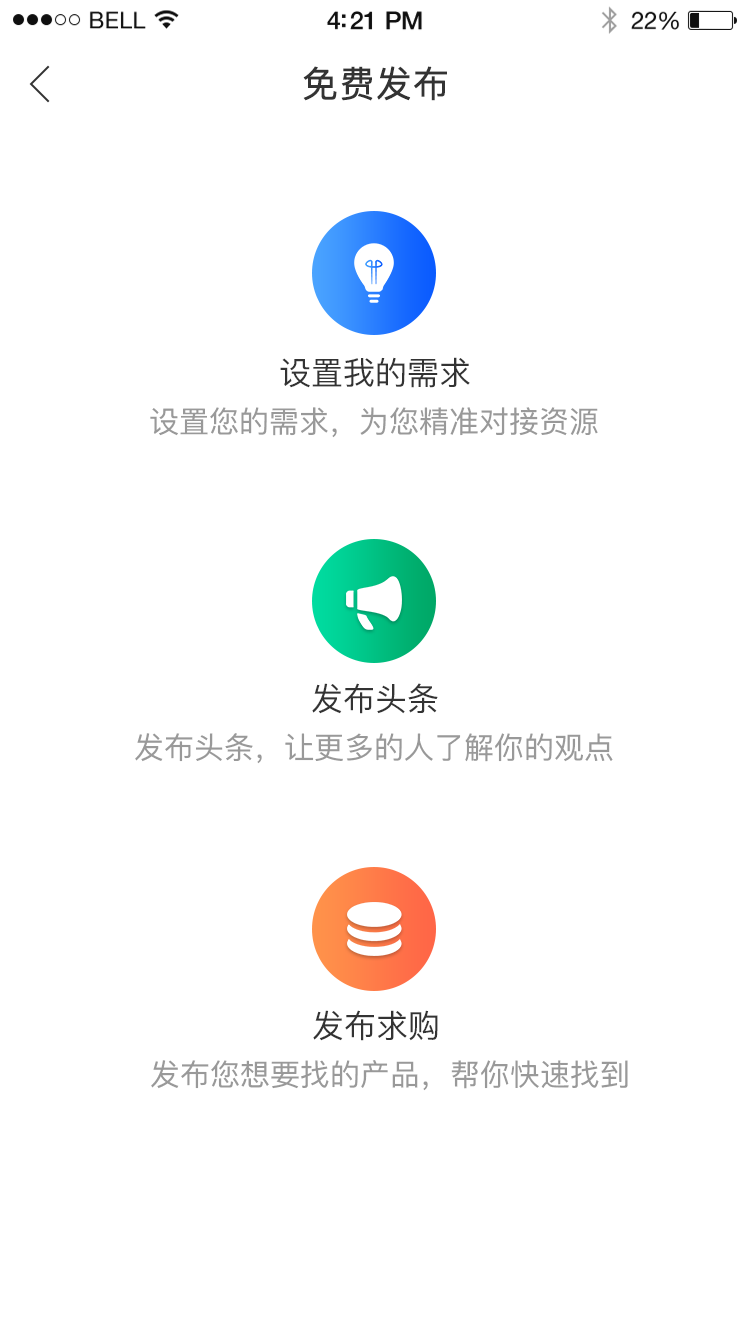 BELL 4:21 PM 22%
免费发布
设置我的需求
设置您的需求，为您精准对接资源
发布头条
发布头条，让更多的人了解你的观点
发布求购
发布您想要找的产品，帮你快速找到